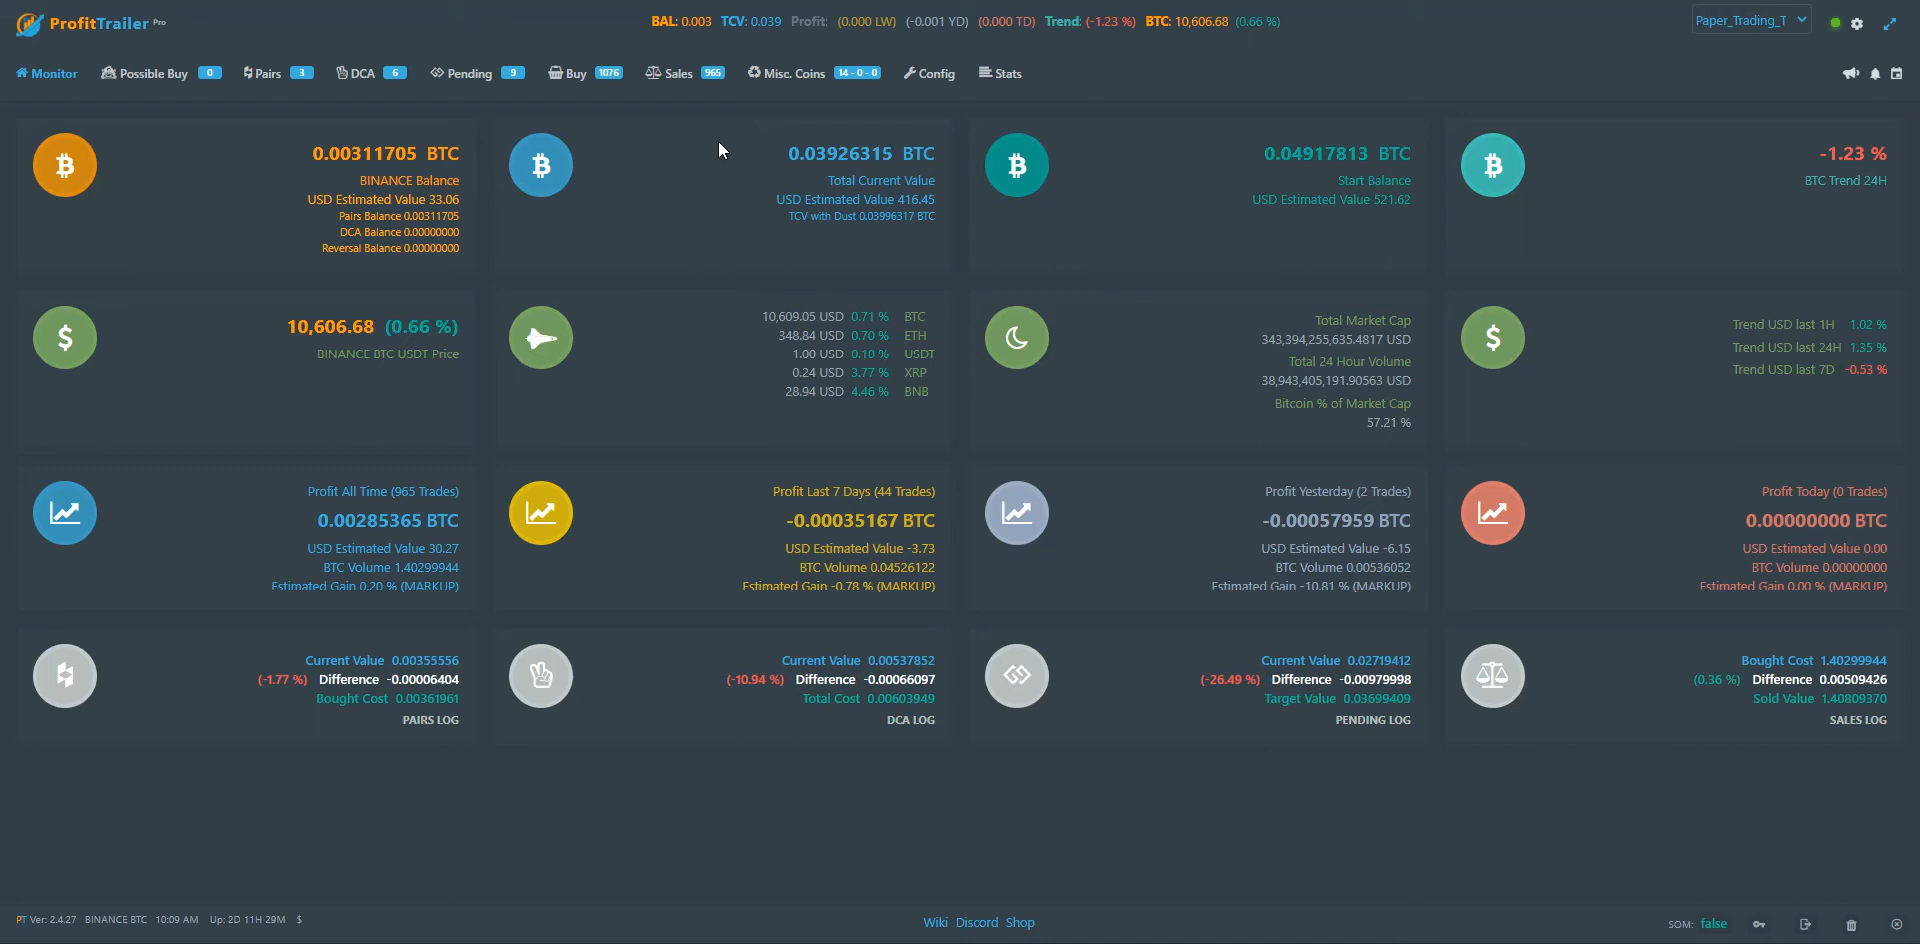 ProfitTrailer Pro
BAL: 0.003 TCV: 0.039 Profit: (0.000 LW) (-0.001 YD) (0.000 TD) Trend: (-1.23 %) BTC: 10,606.68 (0.66 %)
Paper_Trading_T
Monitor Possible Buy 0 Pairs 3 DCA 6 Pending 9 Buy 1076 Sales 965 Misc. Coins 14 - 0 - 0 Config Stats
0.00311705 BTC
BINANCE Balance
USD Estimated Value 33.06
Pairs Balance 0.00311705
DCA Balance 0.00000000
Reversal Balance 0.00000000
0.03926315 BTC
Total Current Value
USD Estimated Value 416.45
TCV with Dust 0.03996317 BTC
0.04917813 BTC
Start Balance
USD Estimated Value 521.62
-1.23 %
BTC Trend 24H
10,606.68 (0.66 %)
BINANCE BTC USDT Price
10,609.05 USD 0.71 % BTC
348.84 USD 0.70 % ETH
1.00 USD 0.10 % USDT
0.24 USD 3.77 % XRP
28.94 USD 4.46 % BNB
Total Market Cap
343,394,255,635.4817 USD
Total 24 Hour Volume
38,943,405,191.90563 USD
Bitcoin % of Market Cap
57.21 %
Trend USD last 1H 1.02 %
Trend USD last 24H 1.35 %
Trend USD last 7D -0.53 %
Profit All Time (965 Trades)
0.00285365 BTC
USD Estimated Value 30.27
BTC Volume 1.40299944
Estimated Gain 0.20 % (MARKUP)
Profit Last 7 Days (44 Trades)
-0.00035167 BTC
USD Estimated Value -3.73
BTC Volume 0.04526122
Estimated Gain -0.78 % (MARKUP)
Profit Yesterday (2 Trades)
-0.00057959 BTC
USD Estimated Value -6.15
BTC Volume 0.00536052
Estimated Gain -10.81 % (MARKUP)
Profit Today (0 Trades)
0.00000000 BTC
USD Estimated Value 0.00
BTC Volume 0.00000000
Estimated Gain 0.00 % (MARKUP)
Current Value 0.00355556
(-1.77 %) Difference -0.00006404
Bought Cost 0.00361961
PAIRS LOG
Current Value 0.00537852
(-10.94 %) Difference -0.00066097
Total Cost 0.00603949
DCA LOG
Current Value 0.02719412
(-26.49 %) Difference -0.00979998
Target Value 0.03699409
PENDING LOG
Bought Cost 1.40299944
(0.36 %) Difference 0.00509426
Sold Value 1.40809370
SALES LOG
PT Ver: 2.4.27 BINANCE BTC 10:09 AM Up: 2D 11H 29M $
Wiki Discord Shop
SOM: false